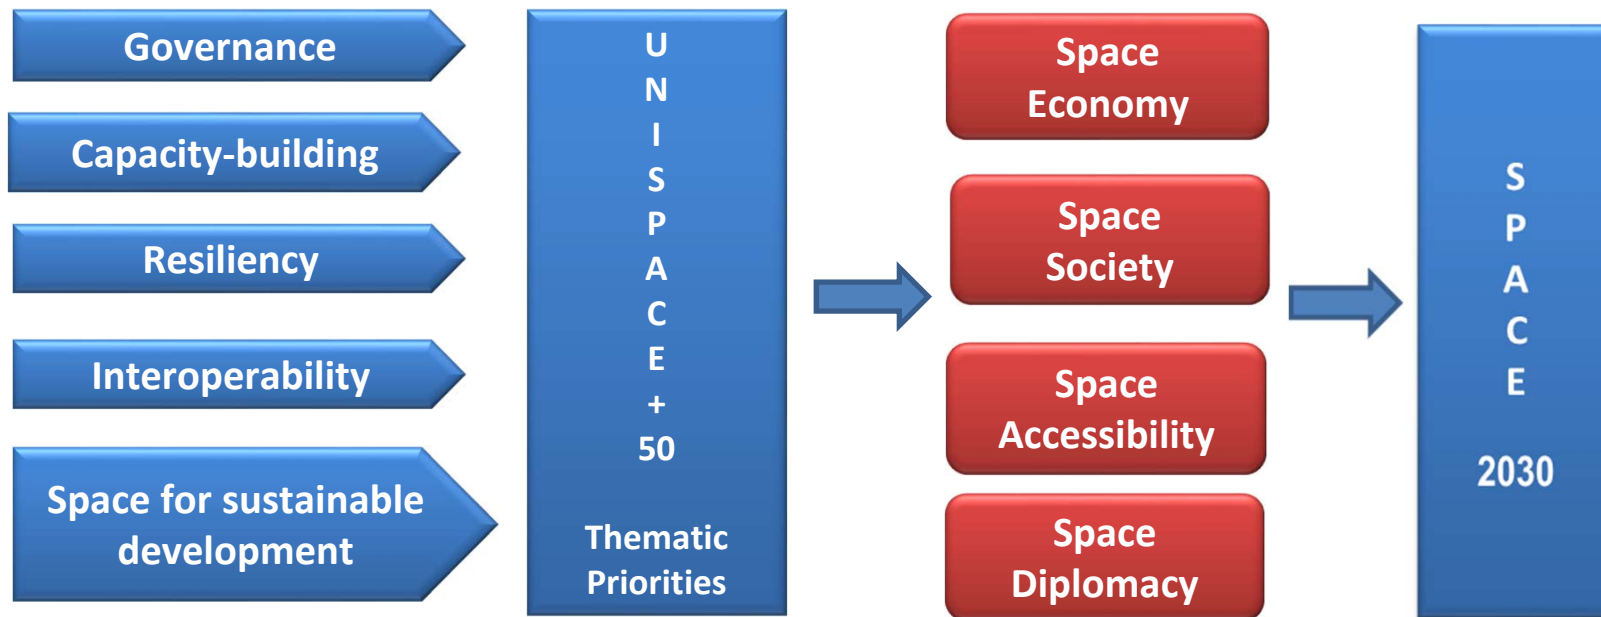 Governance
Capacity-building
Resiliency
Interoperability
Space for sustainable
development
U
N
I
S
P
A
C
E
+
50
Thematic
Priorities
Space
Economy
Space
Society
Space
Accessibility
Space
Diplomacy
S
P
A
C
E
2030